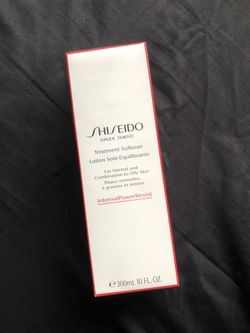 SHISEIDO
GINZA TOKYO
Treatment Softener
Lotion Soin Equilibrante
For Normal and
Combination to Oily Skin
Peaux normales,
à grasses et mixtes
InternalPowerResist
℮300mL 10 FL. OZ.